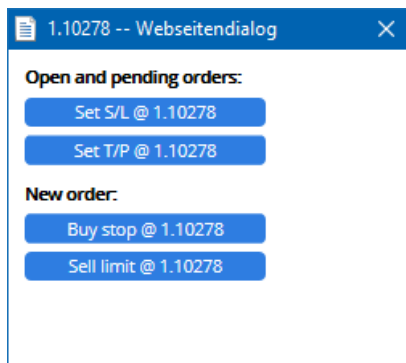 1.10278 -- Webseitendialog
Open and pending orders:
Set S/L @ 1.10278
Set T/P @ 1.10278
New order:
Buy stop @ 1.10278
Sell limit @ 1.10278